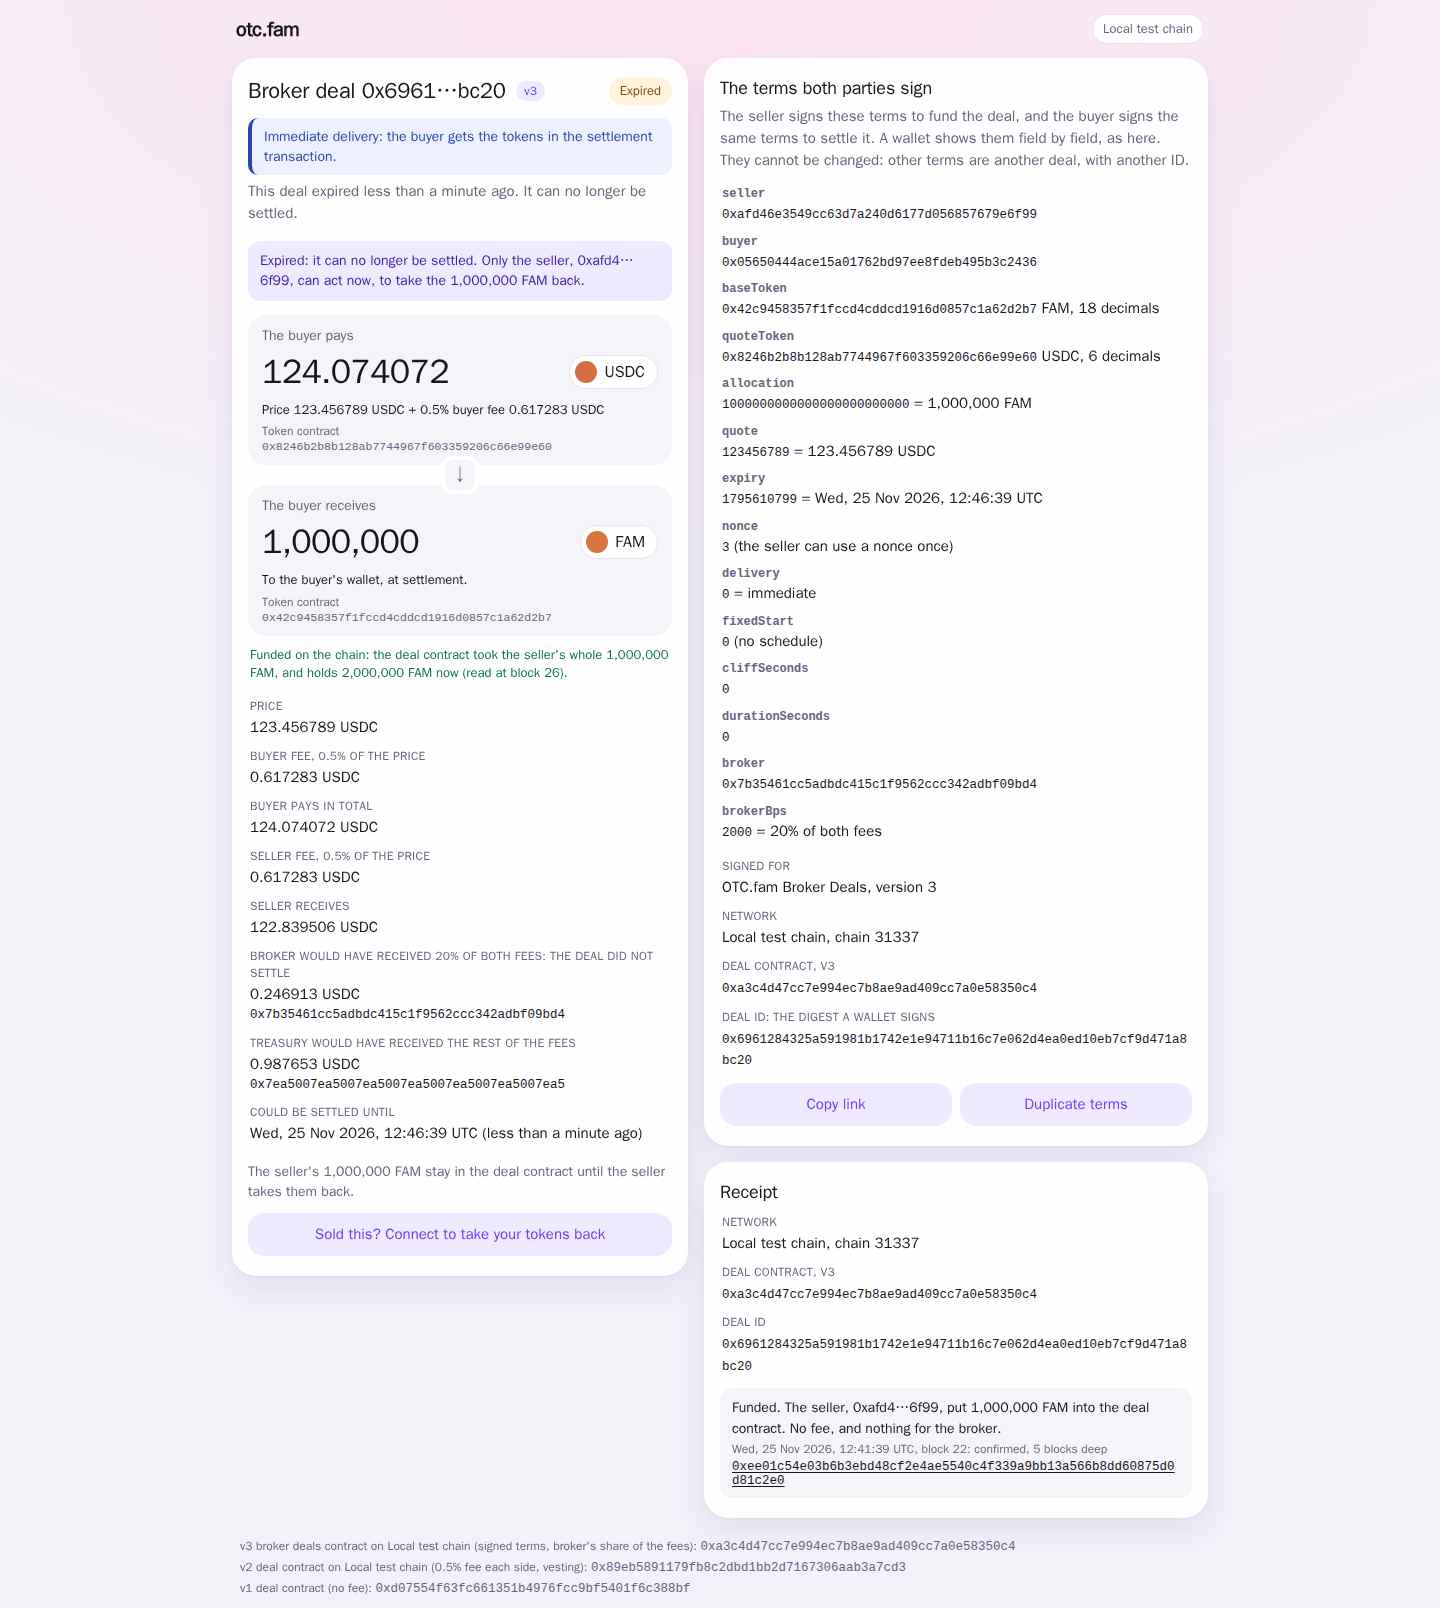 otc.fam
Local test chain
Broker deal 0x6961···bc20 v3 Expired
Immediate delivery: the buyer gets the tokens in the settlement
transaction.
This deal expired less than a minute ago. It can no longer be
settled.
Expired: it can no longer be settled. Only the seller, 0xafd4···
6f99, can act now, to take the 1,000,000 FAM back.
The buyer pays
124.074072 USDC
Price 123.456789 USDC + 0.5% buyer fee 0.617283 USDC
Token contract
0x8246b2b8b128ab7744967f603359206c66e99e60
↓
The buyer receives
1,000,000 FAM
To the buyer's wallet, at settlement.
Token contract
0x42c9458357f1fccd4cddcd1916d0857c1a62d2b7
Funded on the chain: the deal contract took the seller's whole 1,000,000
FAM, and holds 2,000,000 FAM now (read at block 26).
PRICE
123.456789 USDC
BUYER FEE, 0.5% OF THE PRICE
0.617283 USDC
BUYER PAYS IN TOTAL
124.074072 USDC
SELLER FEE, 0.5% OF THE PRICE
0.617283 USDC
SELLER RECEIVES
122.839506 USDC
BROKER WOULD HAVE RECEIVED 20% OF BOTH FEES: THE DEAL DID NOT
SETTLE
0.246913 USDC
0x7b35461cc5adbdc415c1f9562ccc342adbf09bd4
TREASURY WOULD HAVE RECEIVED THE REST OF THE FEES
0.987653 USDC
0x7ea5007ea5007ea5007ea5007ea5007ea5007ea5
COULD BE SETTLED UNTIL
Wed, 25 Nov 2026, 12:46:39 UTC (less than a minute ago)
The seller's 1,000,000 FAM stay in the deal contract until the seller
takes them back.
Sold this? Connect to take your tokens back
The terms both parties sign
The seller signs these terms to fund the deal, and the buyer signs the
same terms to settle it. A wallet shows them field by field, as here.
They cannot be changed: other terms are another deal, with another ID.
seller
0xafd46e3549cc63d7a240d6177d056857679e6f99
buyer
0x05650444ace15a01762bd97ee8fdeb495b3c2436
baseToken
0x42c9458357f1fccd4cddcd1916d0857c1a62d2b7 FAM, 18 decimals
quoteToken
0x8246b2b8b128ab7744967f603359206c66e99e60 USDC, 6 decimals
allocation
1000000000000000000000000 = 1,000,000 FAM
quote
123456789 = 123.456789 USDC
expiry
1795610799 = Wed, 25 Nov 2026, 12:46:39 UTC
nonce
3 (the seller can use a nonce once)
delivery
0 = immediate
fixedStart
0 (no schedule)
cliffSeconds
0
durationSeconds
0
broker
0x7b35461cc5adbdc415c1f9562ccc342adbf09bd4
brokerBps
2000 = 20% of both fees
SIGNED FOR
OTC.fam Broker Deals, version 3
NETWORK
Local test chain, chain 31337
DEAL CONTRACT, V3
0xa3c4d47cc7e994ec7b8ae9ad409cc7a0e58350c4
DEAL ID: THE DIGEST A WALLET SIGNS
0x6961284325a591981b1742e1e94711b16c7e062d4ea0ed10eb7cf9d471a8
bc20
Copy link Duplicate terms
Receipt
NETWORK
Local test chain, chain 31337
DEAL CONTRACT, V3
0xa3c4d47cc7e994ec7b8ae9ad409cc7a0e58350c4
DEAL ID
0x6961284325a591981b1742e1e94711b16c7e062d4ea0ed10eb7cf9d471a8
bc20
Funded. The seller, 0xafd4···6f99, put 1,000,000 FAM into the deal
contract. No fee, and nothing for the broker.
Wed, 25 Nov 2026, 12:41:39 UTC, block 22: confirmed, 5 blocks deep
0xee01c54e03b6b3ebd48cf2e4ae5540c4f339a9bb13a566b8dd60875d0
d81c2e0
v3 broker deals contract on Local test chain (signed terms, broker's share of the fees): 0xa3c4d47cc7e994ec7b8ae9ad409cc7a0e58350c4
v2 deal contract on Local test chain (0.5% fee each side, vesting): 0x89eb5891179fb8c2dbd1bb2d7167306aab3a7cd3
v1 deal contract (no fee): 0xd07554f63fc661351b4976fcc9bf5401f6c388bf